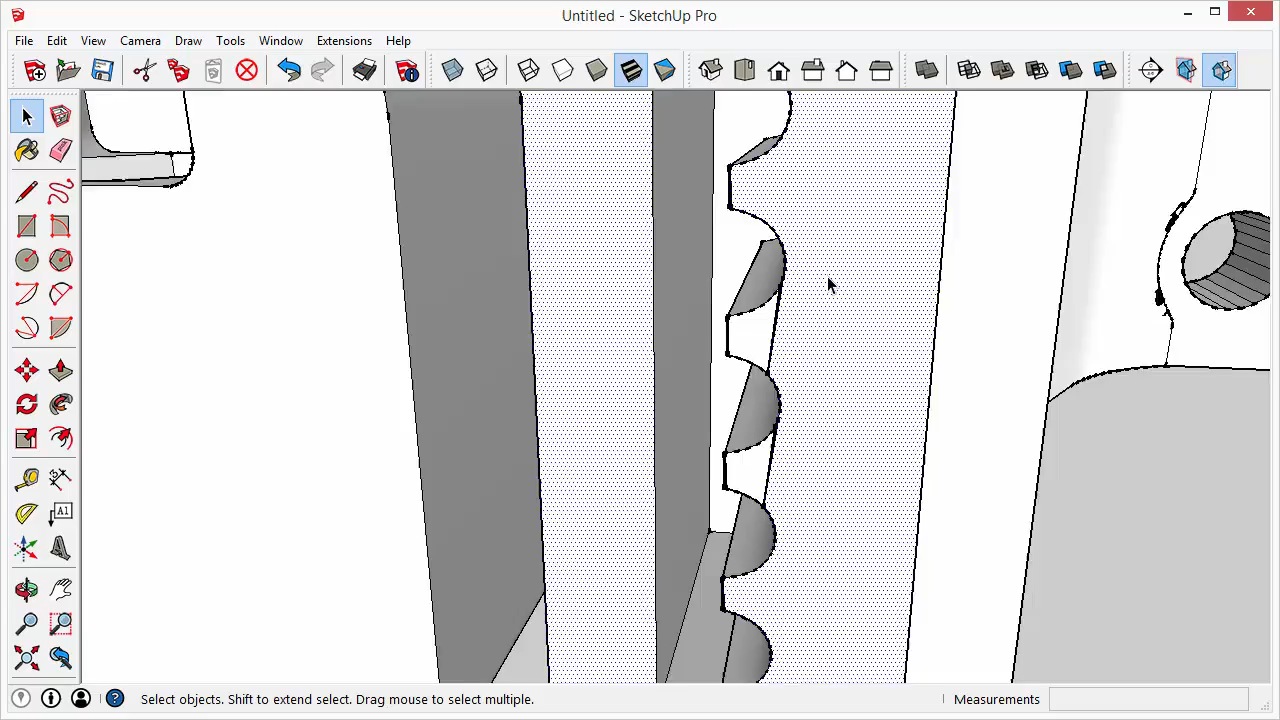 Untitled - SketchUp Pro
File Edit View Camera Draw Tools Window Extensions Help
A1
Select objects. Shift to extend select. Drag mouse to select multiple.
Measurements